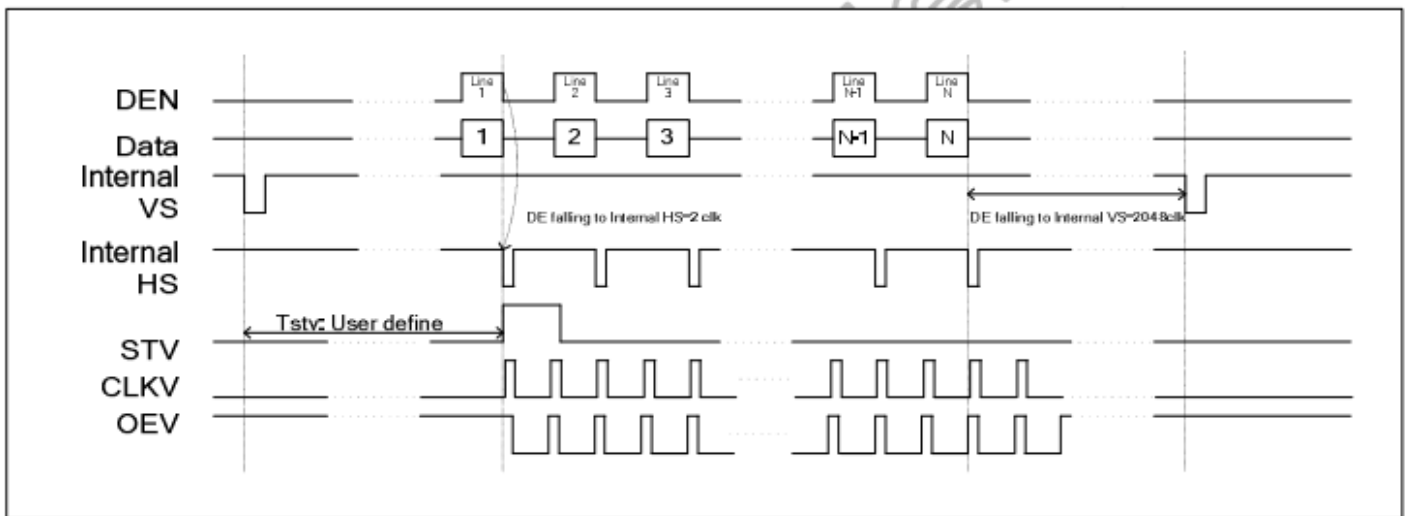 DEN
Line 1
Line 2
Line 3
Line N-1
Line N
Data
1
2
3
N-1
N
Internal VS
DE falling to Internal HS=2 clk
DE falling to Internal VS=2048clk
Internal HS
Tstv: User define
STV
CLKV
OEV